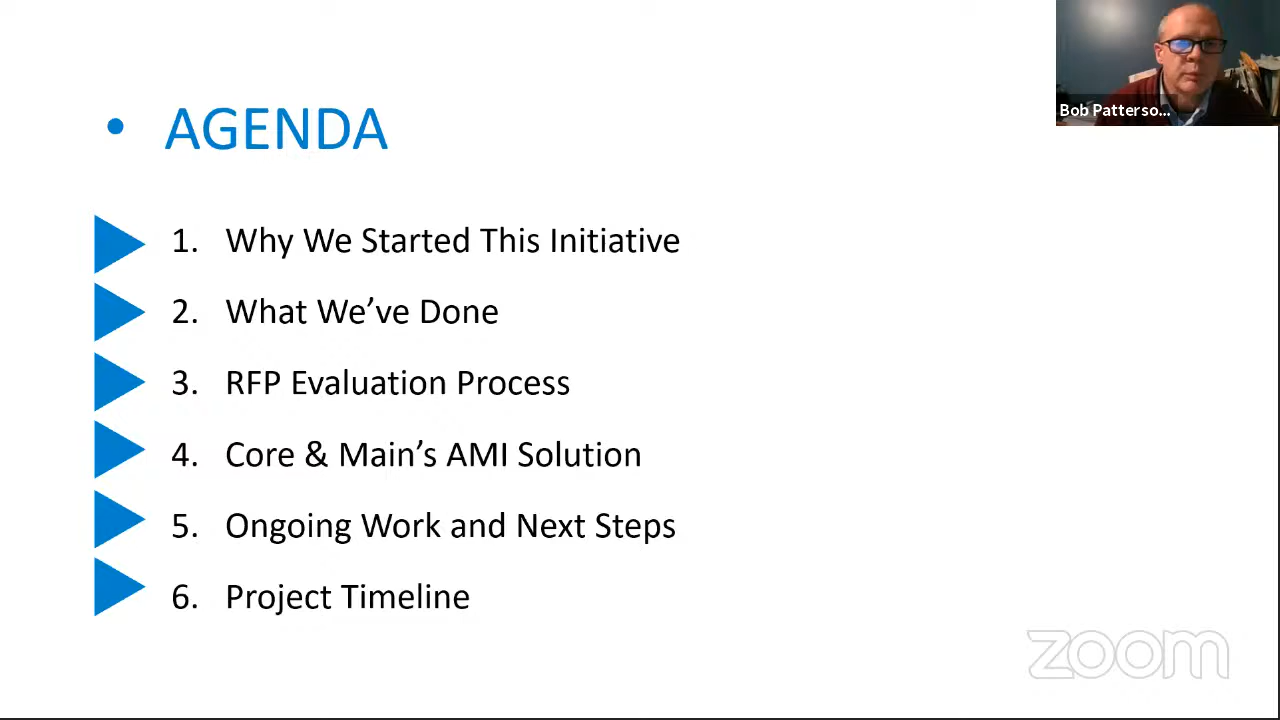 Bob Patterso...
• AGENDA
1. Why We Started This Initiative
2. What We’ve Done
3. RFP Evaluation Process
4. Core & Main’s AMI Solution
5. Ongoing Work and Next Steps
6. Project Timeline
zoom